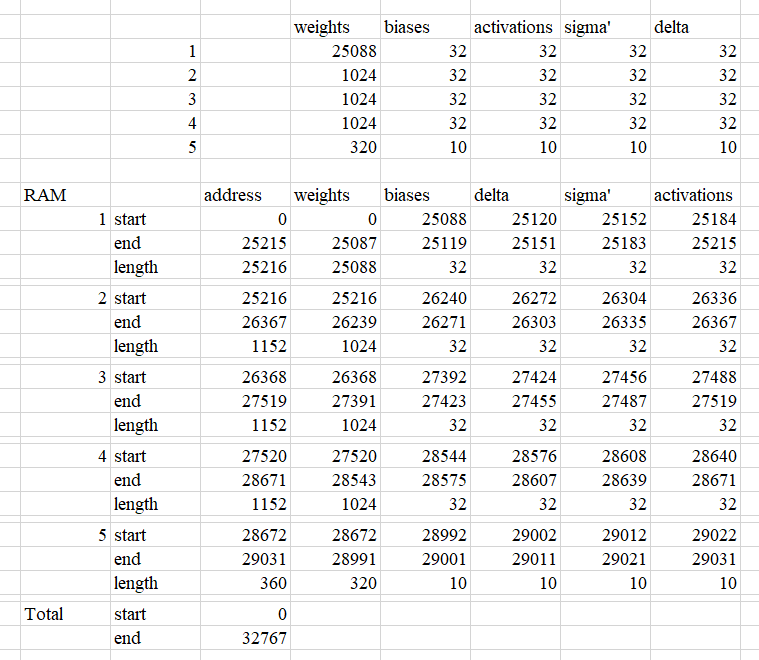 weights biases activations sigma' delta
1 25088 32 32 32 32
2 1024 32 32 32 32
3 1024 32 32 32 32
4 1024 32 32 32 32
5 320 10 10 10 10
RAM address weights biases delta sigma' activations
1 start 0 0 25088 25120 25152 25184
end 25215 25087 25119 25151 25183 25215
length 25216 25088 32 32 32 32
2 start 25216 25216 26240 26272 26304 26336
end 26367 26239 26271 26303 26335 26367
length 1152 1024 32 32 32 32
3 start 26368 26368 27392 27424 27456 27488
end 27519 27391 27423 27455 27487 27519
length 1152 1024 32 32 32 32
4 start 27520 27520 28544 28576 28608 28640
end 28671 28543 28575 28607 28639 28671
length 1152 1024 32 32 32 32
5 start 28672 28672 28992 29002 29012 29022
end 29031 28991 29001 29011 29021 29031
length 360 320 10 10 10 10
Total start 0
end 32767